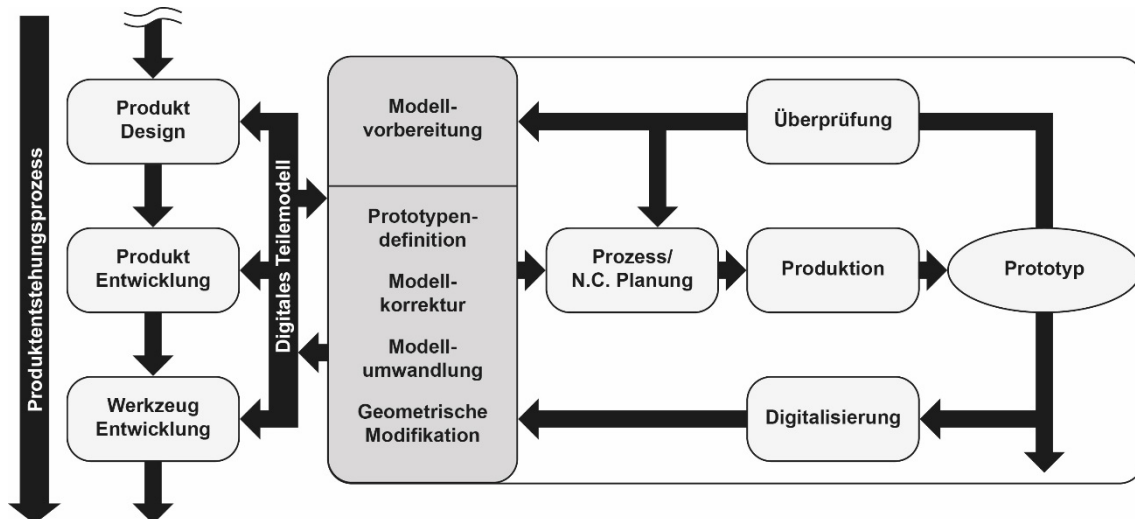 Produktentstehungsprozess
Produkt
Design
Produkt
Entwicklung
Werkzeug
Entwicklung
Digitales Teilemodell
Modell-
vorbereitung
Prototypen-
definition
Modell-
korrektur
Modell-
umwandlung
Geometrische
Modifikation
Prozess/
N.C. Planung
Überprüfung
Produktion
Digitalisierung
Prototyp